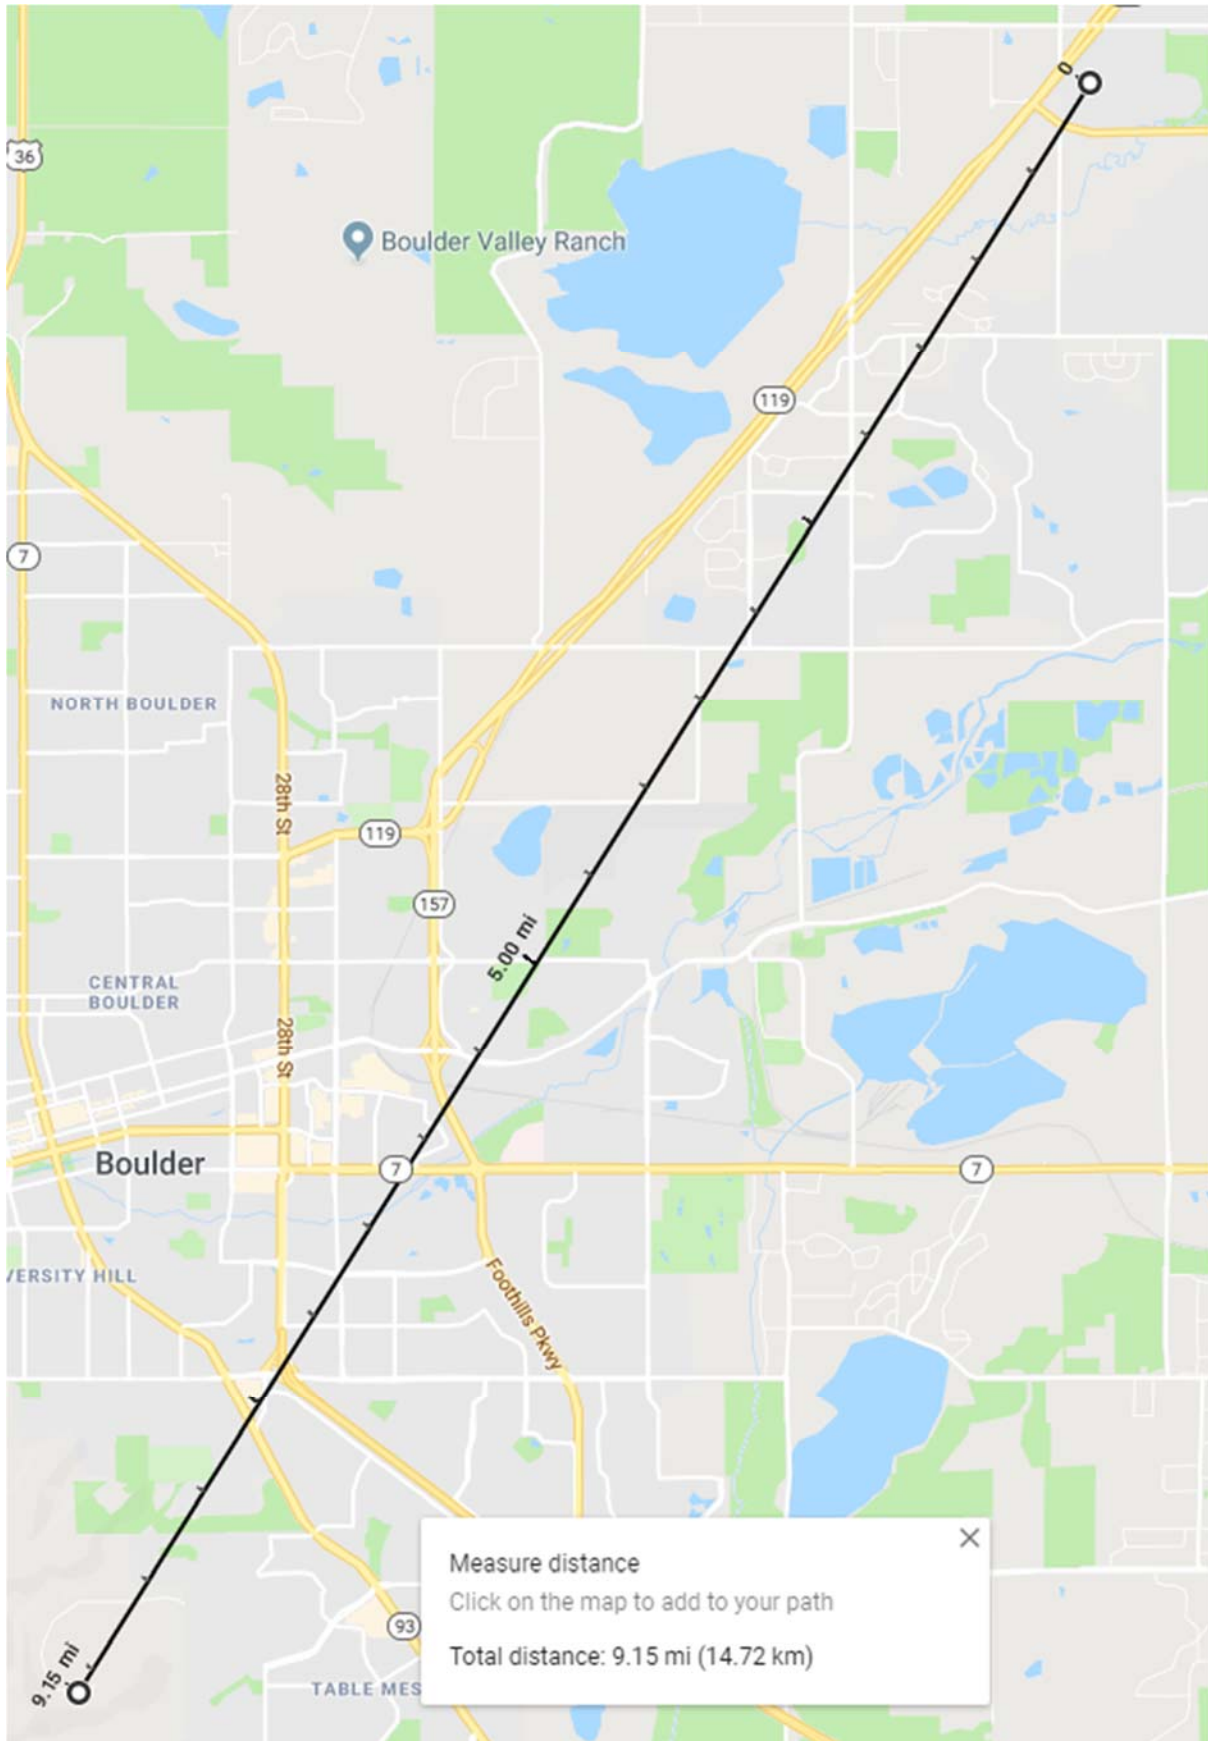 0
36
Boulder Valley Ranch
119
7
NORTH BOULDER
28th St
119
157
5.00 mi
CENTRAL
BOULDER
28th St
Boulder
7
7
VERSITY HILL
Foothills Pkwy
Measure distance
Click on the map to add to your path
93
Total distance: 9.15 mi (14.72 km)
9.15 mi
TABLE MES